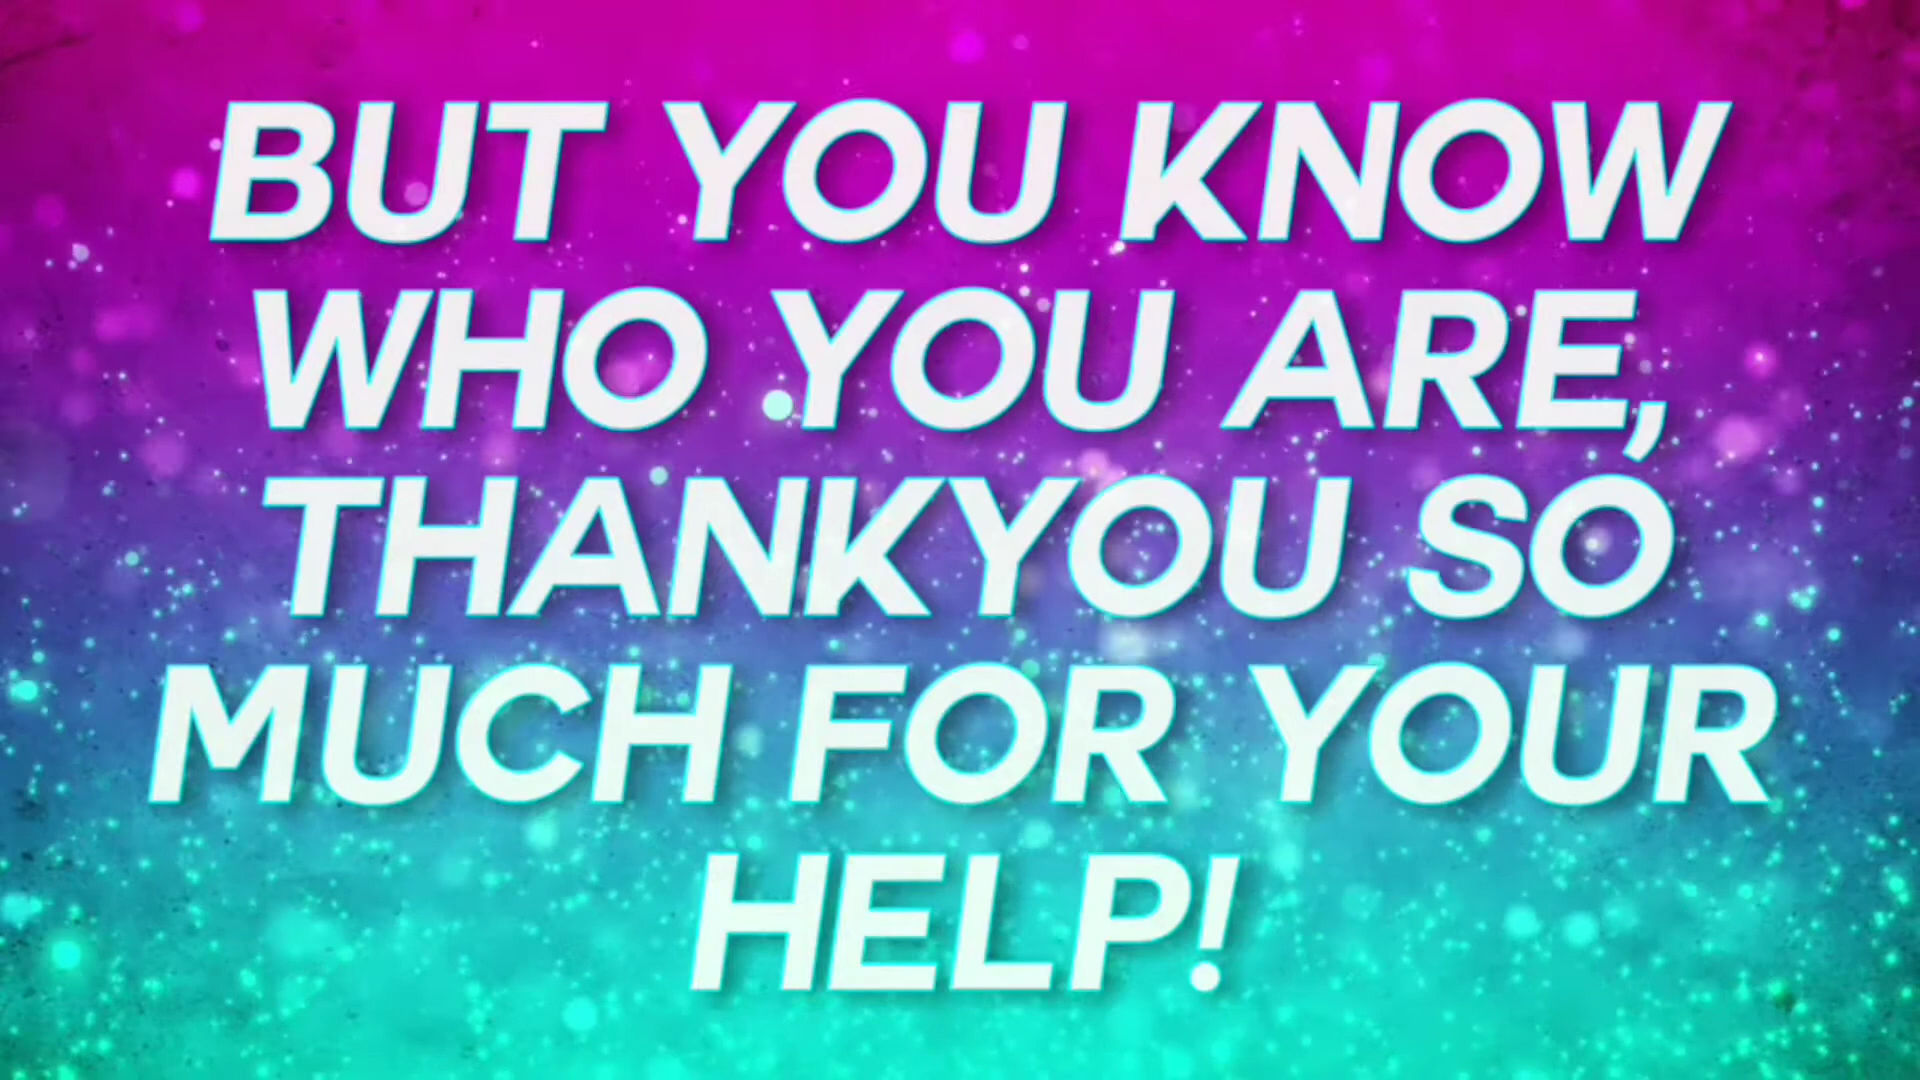 BUT YOU KNOW
WHO YOU ARE,
THANKYOU SO
MUCH FOR YOUR
HELP!